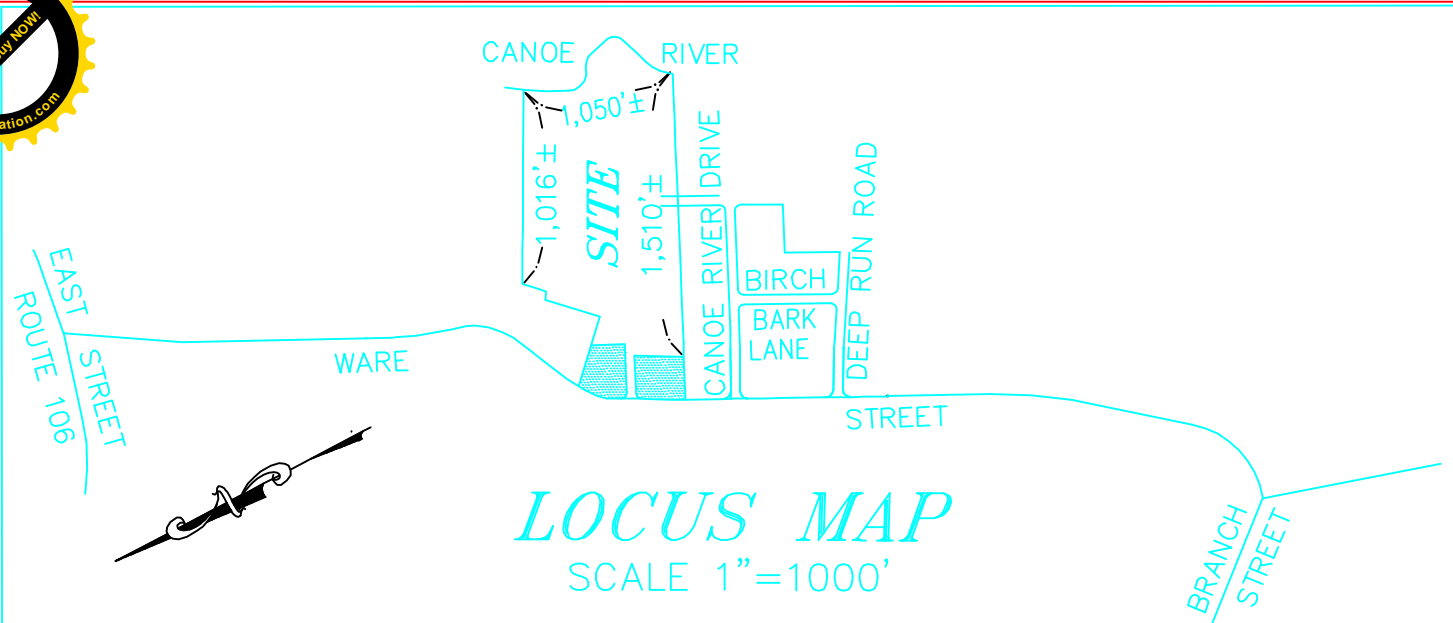 Buy NOW!
ation.com
CANOE RIVER
1,050'±
1,016'±
SITE
1,510'±
CANOE RIVER DRIVE
DEEP RUN ROAD
BIRCH
BARK
LANE
EAST STREET
ROUTE 106
WARE
STREET
N
LOCUS MAP
SCALE 1"=1000'
BRANCH
STREET